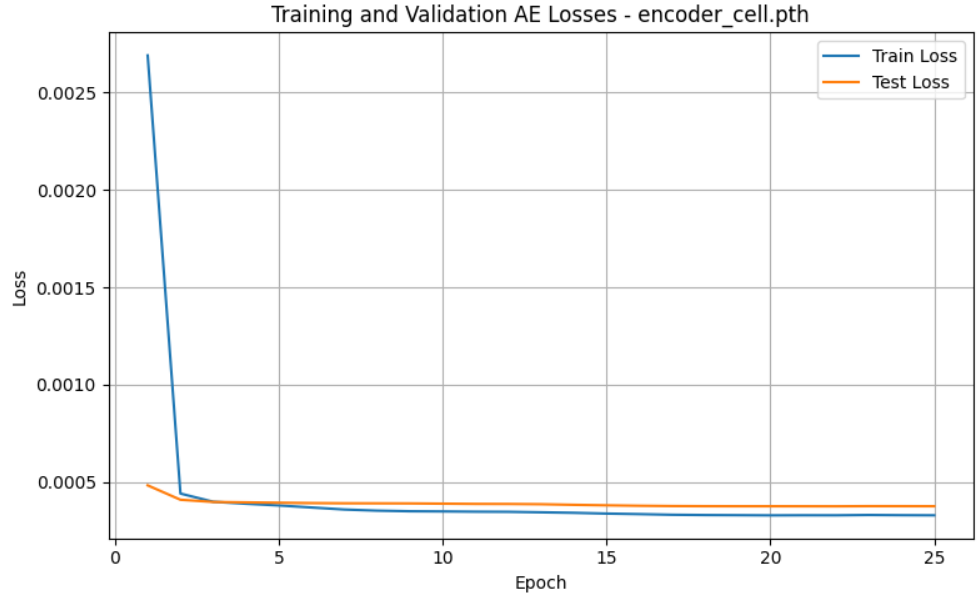 Training and Validation AE Losses - encoder_cell.pth
Train Loss
Test Loss
0.0025
0.0020
0.0015
0.0010
0.0005
Loss
0 5 10 15 20 25
Epoch